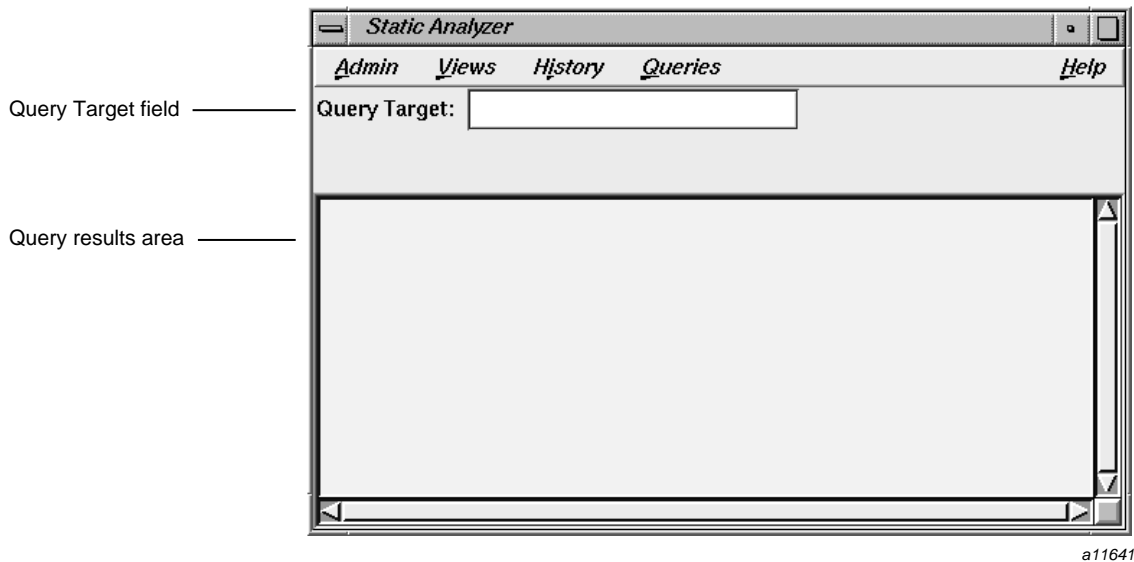 Static Analyzer
Admin Views History Queries Help
Query Target field
Query Target:
Query results area
a11641